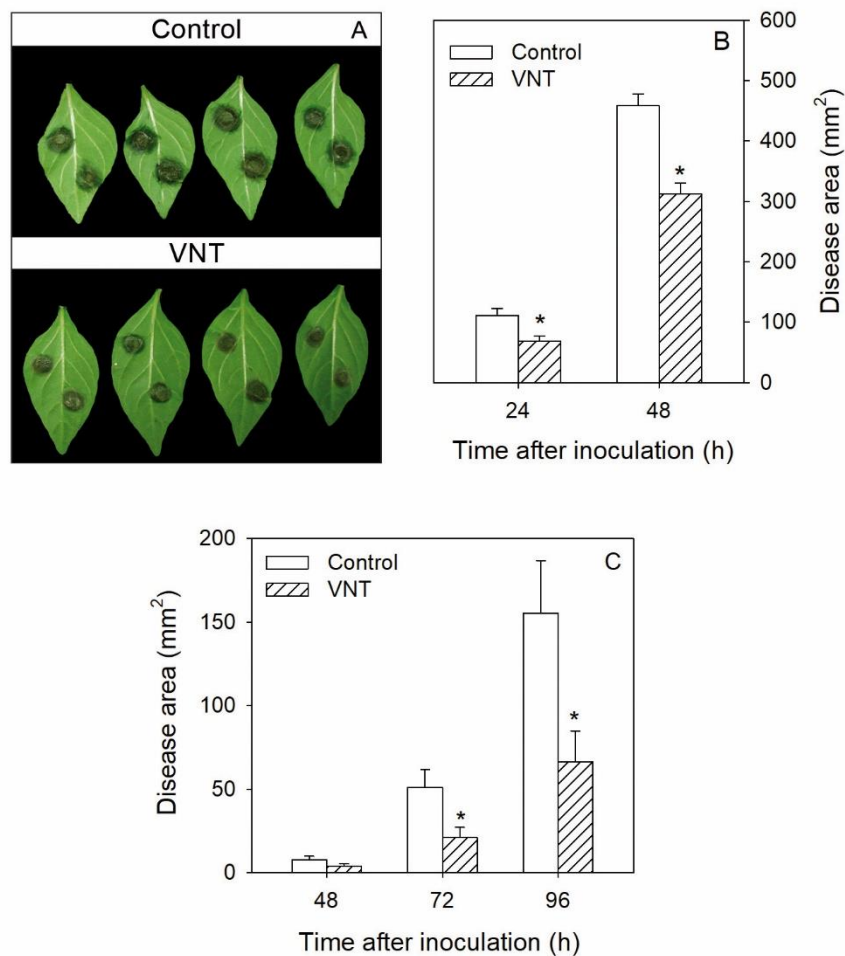 Control
A
VNT
B
Control
VNT
600
500
400
300
200
100
0
Disease area (mm²)
*
*
24
48
Time after inoculation (h)
C
Control
VNT
200
150
100
50
0
Disease area (mm²)
*
*
48
72
96
Time after inoculation (h)